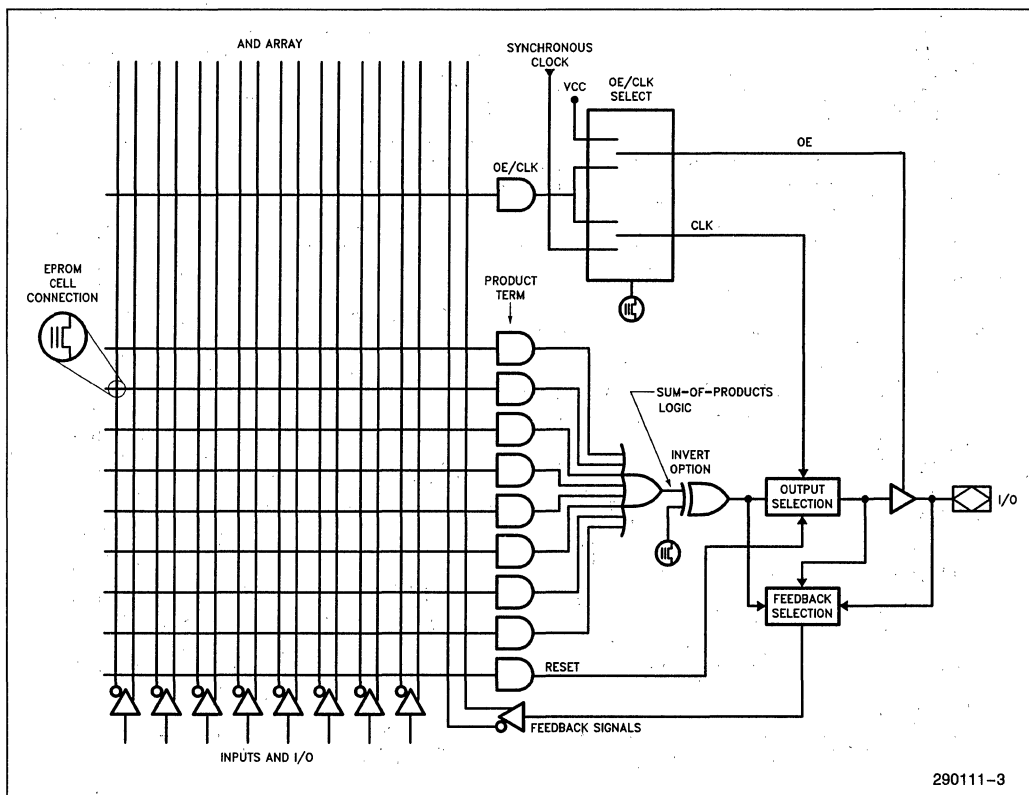 AND ARRAY
SYNCHRONOUS
CLOCK
VCC
OE/CLK
SELECT
OE
OE/CLK
CLK
EPROM
CELL
CONNECTION
PRODUCT
TERM
SUM-OF-PRODUCTS
LOGIC
INVERT
OPTION
OUTPUT
SELECTION
I/O
FEEDBACK
SELECTION
RESET
FEEDBACK SIGNALS
INPUTS AND I/O
290111-3